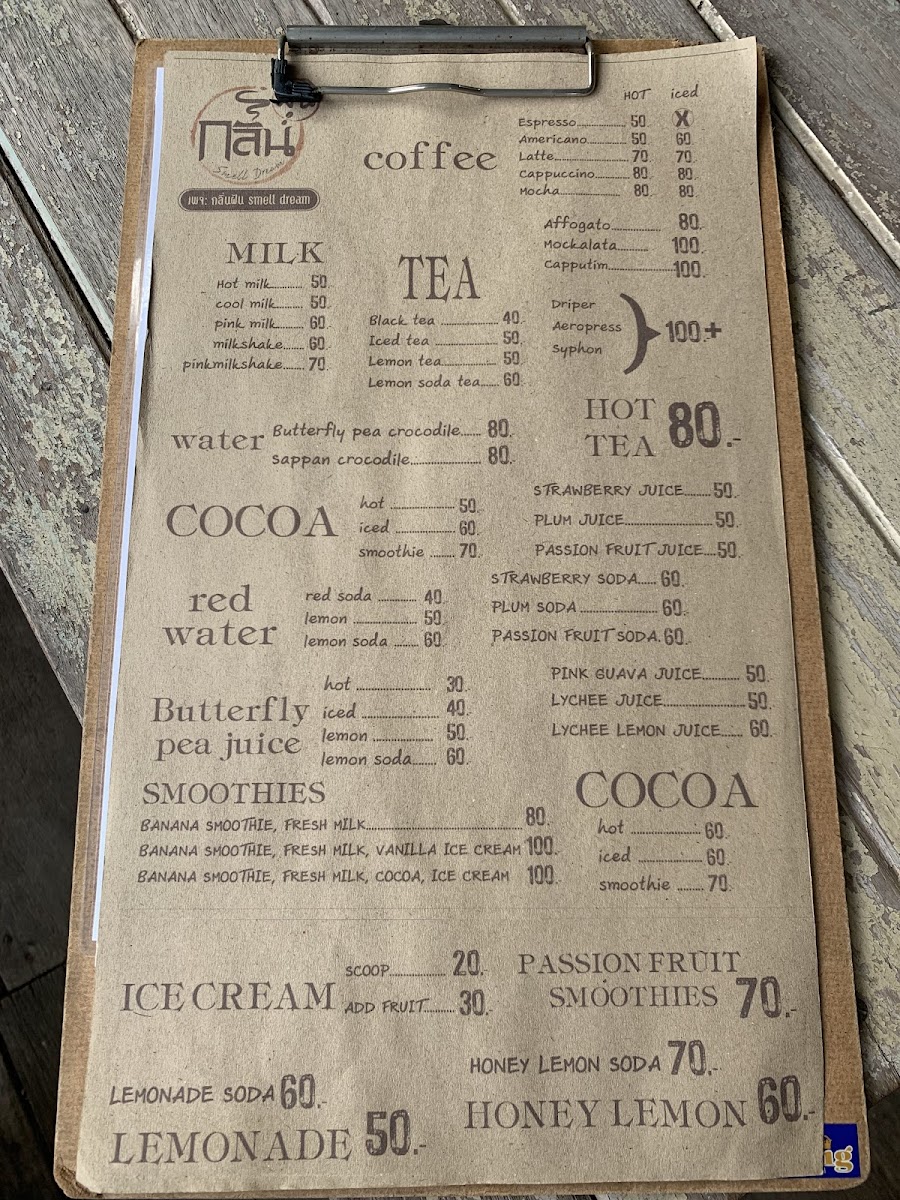 กลิ่น
Smell Dream
เพจ: กลิ่นฝัน smell dream
coffee
HOT iced
Espresso 50 X
Americano 50 60
Latte 70. 70.
Cappuccino 80. 80.
Mocha 80. 80.
Affogato 80.
Mockalata 100.
Capputim 100.
Driper
Aeropress
Syphon
100.+
MILK
Hot milk 50.
cool milk 50.
pink milk 60.
milkshake 60.
pinkmilkshake 70.
TEA
Black tea 40.
Iced tea 50.
Lemon tea 50.
Lemon soda tea 60.
HOT
TEA
80.-
water
Butterfly pea crocodile 80.
sappan crocodile 80.
COCOA
hot 50.
iced 60.
smoothie 70.
STRAWBERRY JUICE 50.
PLUM JUICE 50.
PASSION FRUIT JUICE 50.
STRAWBERRY SODA 60.
PLUM SODA 60.
PASSION FRUIT SODA 60.
red
water
red soda 40.
lemon 50.
lemon soda 60.
PINK GUAVA JUICE 50.
LYCHEE JUICE 50.
LYCHEE LEMON JUICE 60.
Butterfly
pea juice
hot 30.
iced 40.
lemon 50.
lemon soda 60.
SMOOTHIES
BANANA SMOOTHIE, FRESH MILK 80.
BANANA SMOOTHIE, FRESH MILK, VANILLA ICE CREAM 100.
BANANA SMOOTHIE, FRESH MILK, COCOA, ICE CREAM 100.
COCOA
hot 60.
iced 60.
smoothie 70.
ICE CREAM
SCOOP 20.-
ADD FRUIT 30.-
PASSION FRUIT
SMOOTHIES 70.-
HONEY LEMON SODA 70.-
HONEY LEMON 60.-
LEMONADE SODA 60.-
LEMONADE 50.-